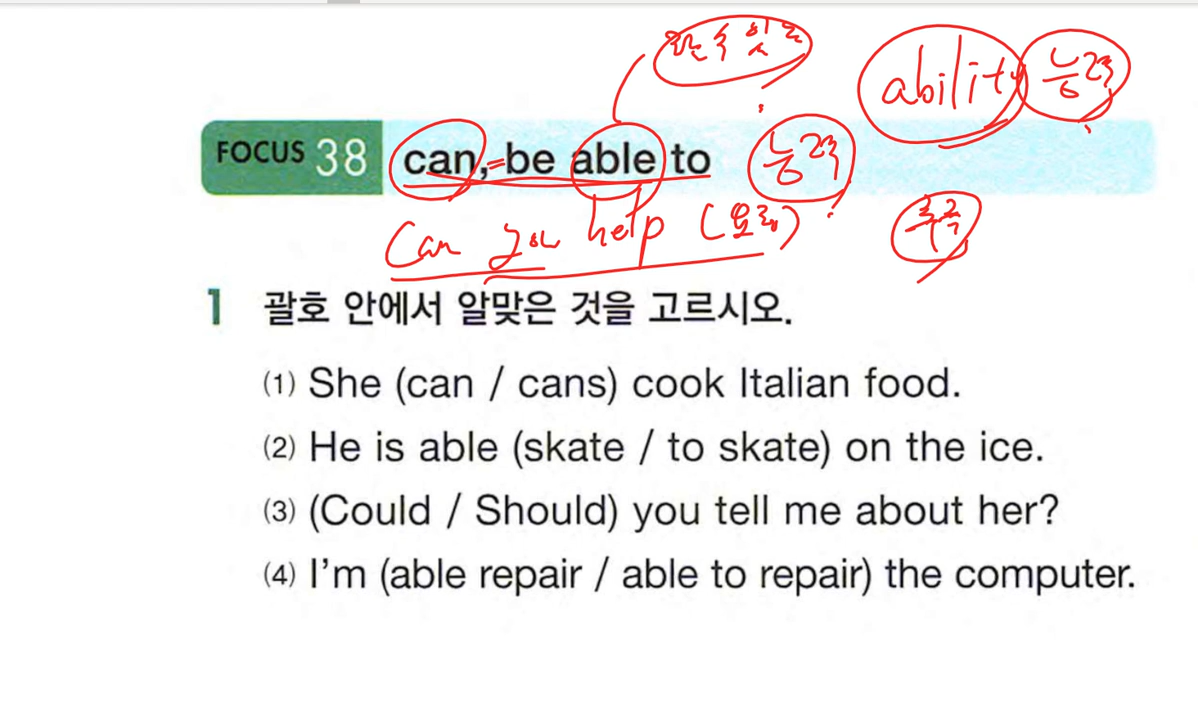 할 수 있는
ability 능력
FOCUS 38 can, = be able to 능력
Can you help (요청) 추측
1 괄호 안에서 알맞은 것을 고르시오.
(1) She (can / cans) cook Italian food.
(2) He is able (skate / to skate) on the ice.
(3) (Could / Should) you tell me about her?
(4) I'm (able repair / able to repair) the computer.